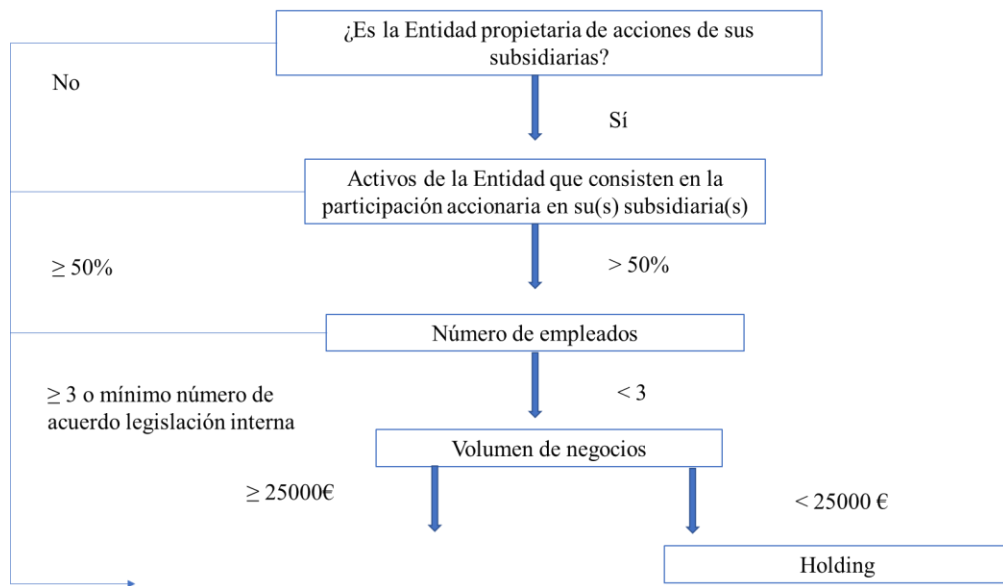 ¿Es la Entidad propietaria de acciones de sus
subsidiarias?
No
Sí
Activos de la Entidad que consisten en la
participación accionaria en su(s) subsidiaria(s)
≥ 50%
> 50%
Número de empleados
≥ 3 o mínimo número de
acuerdo legislación interna
< 3
Volumen de negocios
≥ 25000€
< 25000 €
Holding